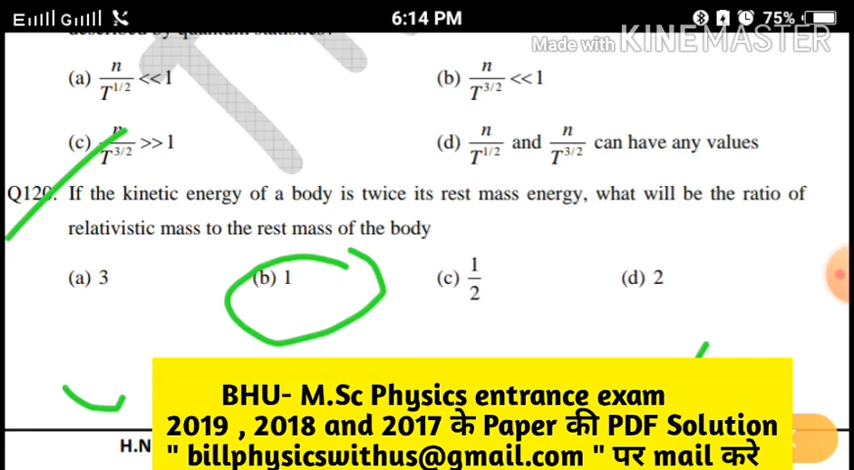 6:14 PM
75%
Made with KINEMASTER
described by quantum statistics?
(a) n/T^1/2 <<1 (b) n/T^3/2 <<1
(c) n/T^3/2 >>1 (d) n/T^1/2 and n/T^3/2 can have any values
Q120. If the kinetic energy of a body is twice its rest mass energy, what will be the ratio of
relativistic mass to the rest mass of the body
(a) 3 (b) 1 (c) 1/2 (d) 2
BHU- M.Sc Physics entrance exam
2019 , 2018 and 2017 के Paper की PDF Solution
" billphysicswithus@gmail.com " पर mail करे
H.N